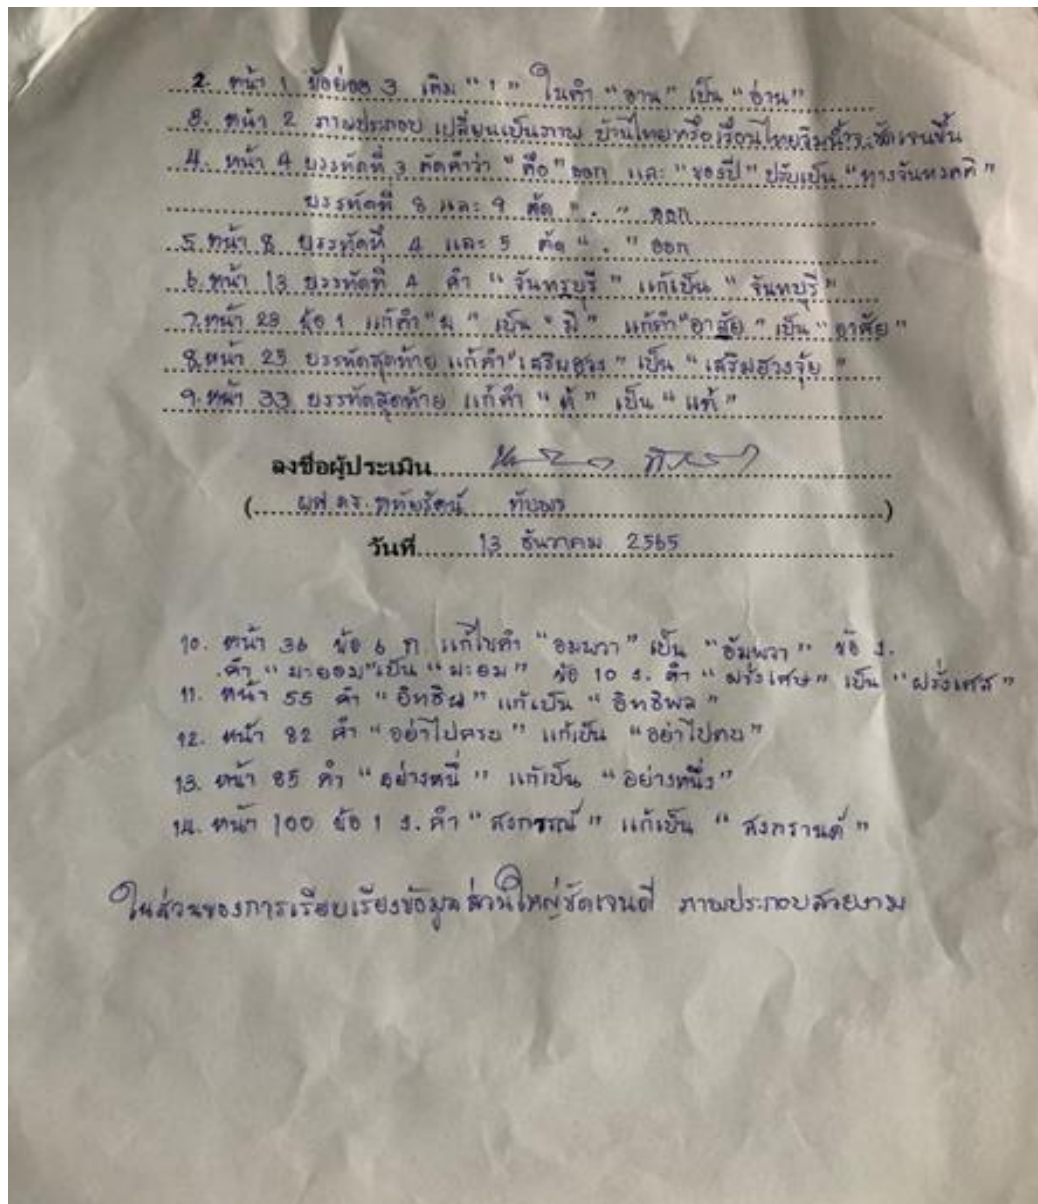 2. หน้า 1 ข้อย่อย 3 เติม " ่ " ในคำ "อาน" เป็น "อ่าน"
3. หน้า 2 ภาพประกอบ เปลี่ยนเป็นภาพ บ้านไทยหรือเรือนไทยริมน้ำ ชัดเจนขึ้น
4. หน้า 4 บรรทัดที่ 3 ตัดคำว่า "คือ" ออก และ "ของปี" ปรับเป็น "ทางจันทรคติ"
บรรทัดที่ 8 และ 9 ตัด " . " ออก
5. หน้า 8 บรรทัดที่ 4 และ 5 ตัด " . " ออก
6. หน้า 13 บรรทัดที่ 4 คำ "จันทรบุรี" แก้เป็น "จันทบุรี"
7. หน้า 23 ข้อ 1 แก้คำ "ม" เป็น "มี" แก้คำ "อาสัย" เป็น "อาศัย"
8. หน้า 25 บรรทัดสุดท้าย แก้คำ "เสริมฮวง" เป็น "เสริมฮวงจุ้ย"
9. หน้า 33 บรรทัดสุดท้าย แก้คำ "ท้" เป็น "แท้"
ลงชื่อผู้ประเมิน
(ผศ.ดร.หทัยรัตน์ ทับพร)
วันที่ 13 ธันวาคม 2565
10. หน้า 36 ข้อ 6 ก แก้ไขคำ "อมพวา" เป็น "อัมพวา" ข้อ ง.
คำ "มะยอม" เป็น "มะยม" ข้อ 10 ง. คำ "ฝรั่งเศษ" เป็น "ฝรั่งเศส"
11. หน้า 55 คำ "อิทธิผ" แก้เป็น "อิทธิพล"
12. หน้า 82 คำ "อย่าไปครบ" แก้เป็น "อย่าไปคบ"
13. หน้า 85 คำ "อย่างหนึ่" แก้เป็น "อย่างหนึ่ง"
14. หน้า 100 ข้อ 1 ง. คำ "สงกรรณ์" แก้เป็น "สงกรานต์"
ในส่วนของการเรียบเรียงข้อมูล ส่วนใหญ่ชัดเจนดี ภาพประกอบสวยงาม